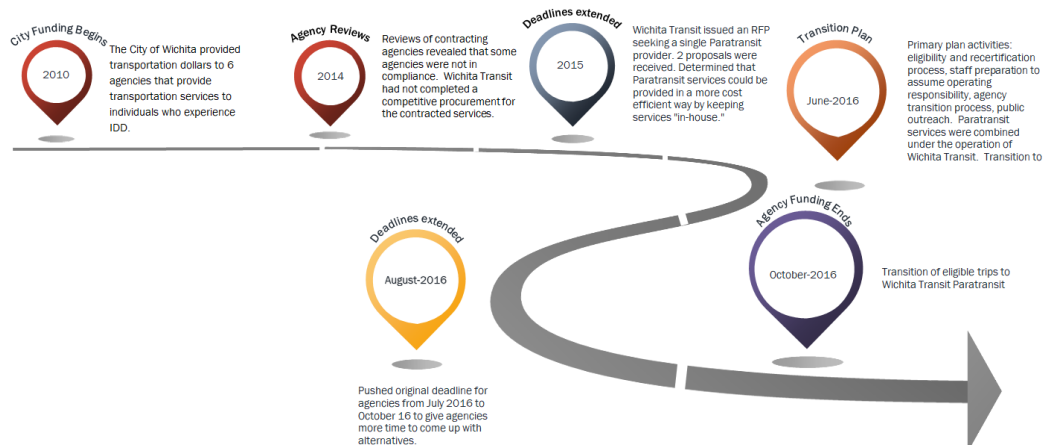 City Funding Begins
2010
The City of Wichita provided
transportation dollars to 6
agencies that provide
transportation services to
individuals who experience
IDD.
Agency Reviews
2014
Reviews of contracting
agencies revealed that some
agencies were not in
compliance.  Wichita Transit
had not completed a
competitive procurement for
the contracted services.
Deadlines extended
2015
Wichita Transit issued an RFP
seeking a single Paratransit
provider. 2 proposals were
received. Determined that
Paratransit services could be
provided in a more cost
efficient way by keeping
services "in-house."
Transition Plan
June-2016
Primary plan activities:
eligibility and recertification
process, staff preparation to
assume operating
responsibility, agency
transition process, public
outreach.  Paratransit
services were combined
under the operation of
Wichita Transit.  Transition to
Deadlines extended
August-2016
Pushed original deadline for
agencies from July 2016 to
October 16 to give agencies
more time to come up with
alternatives.
Agency Funding Ends
October-2016
Transition of eligible trips to
Wichita Transit Paratransit